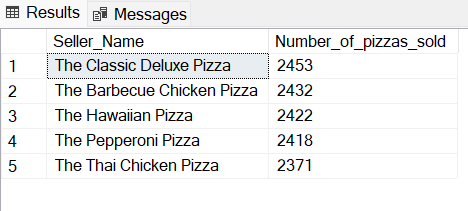 Results Messages
Seller_Name Number_of_pizzas_sold
1 The Classic Deluxe Pizza 2453
2 The Barbecue Chicken Pizza 2432
3 The Hawaiian Pizza 2422
4 The Pepperoni Pizza 2418
5 The Thai Chicken Pizza 2371